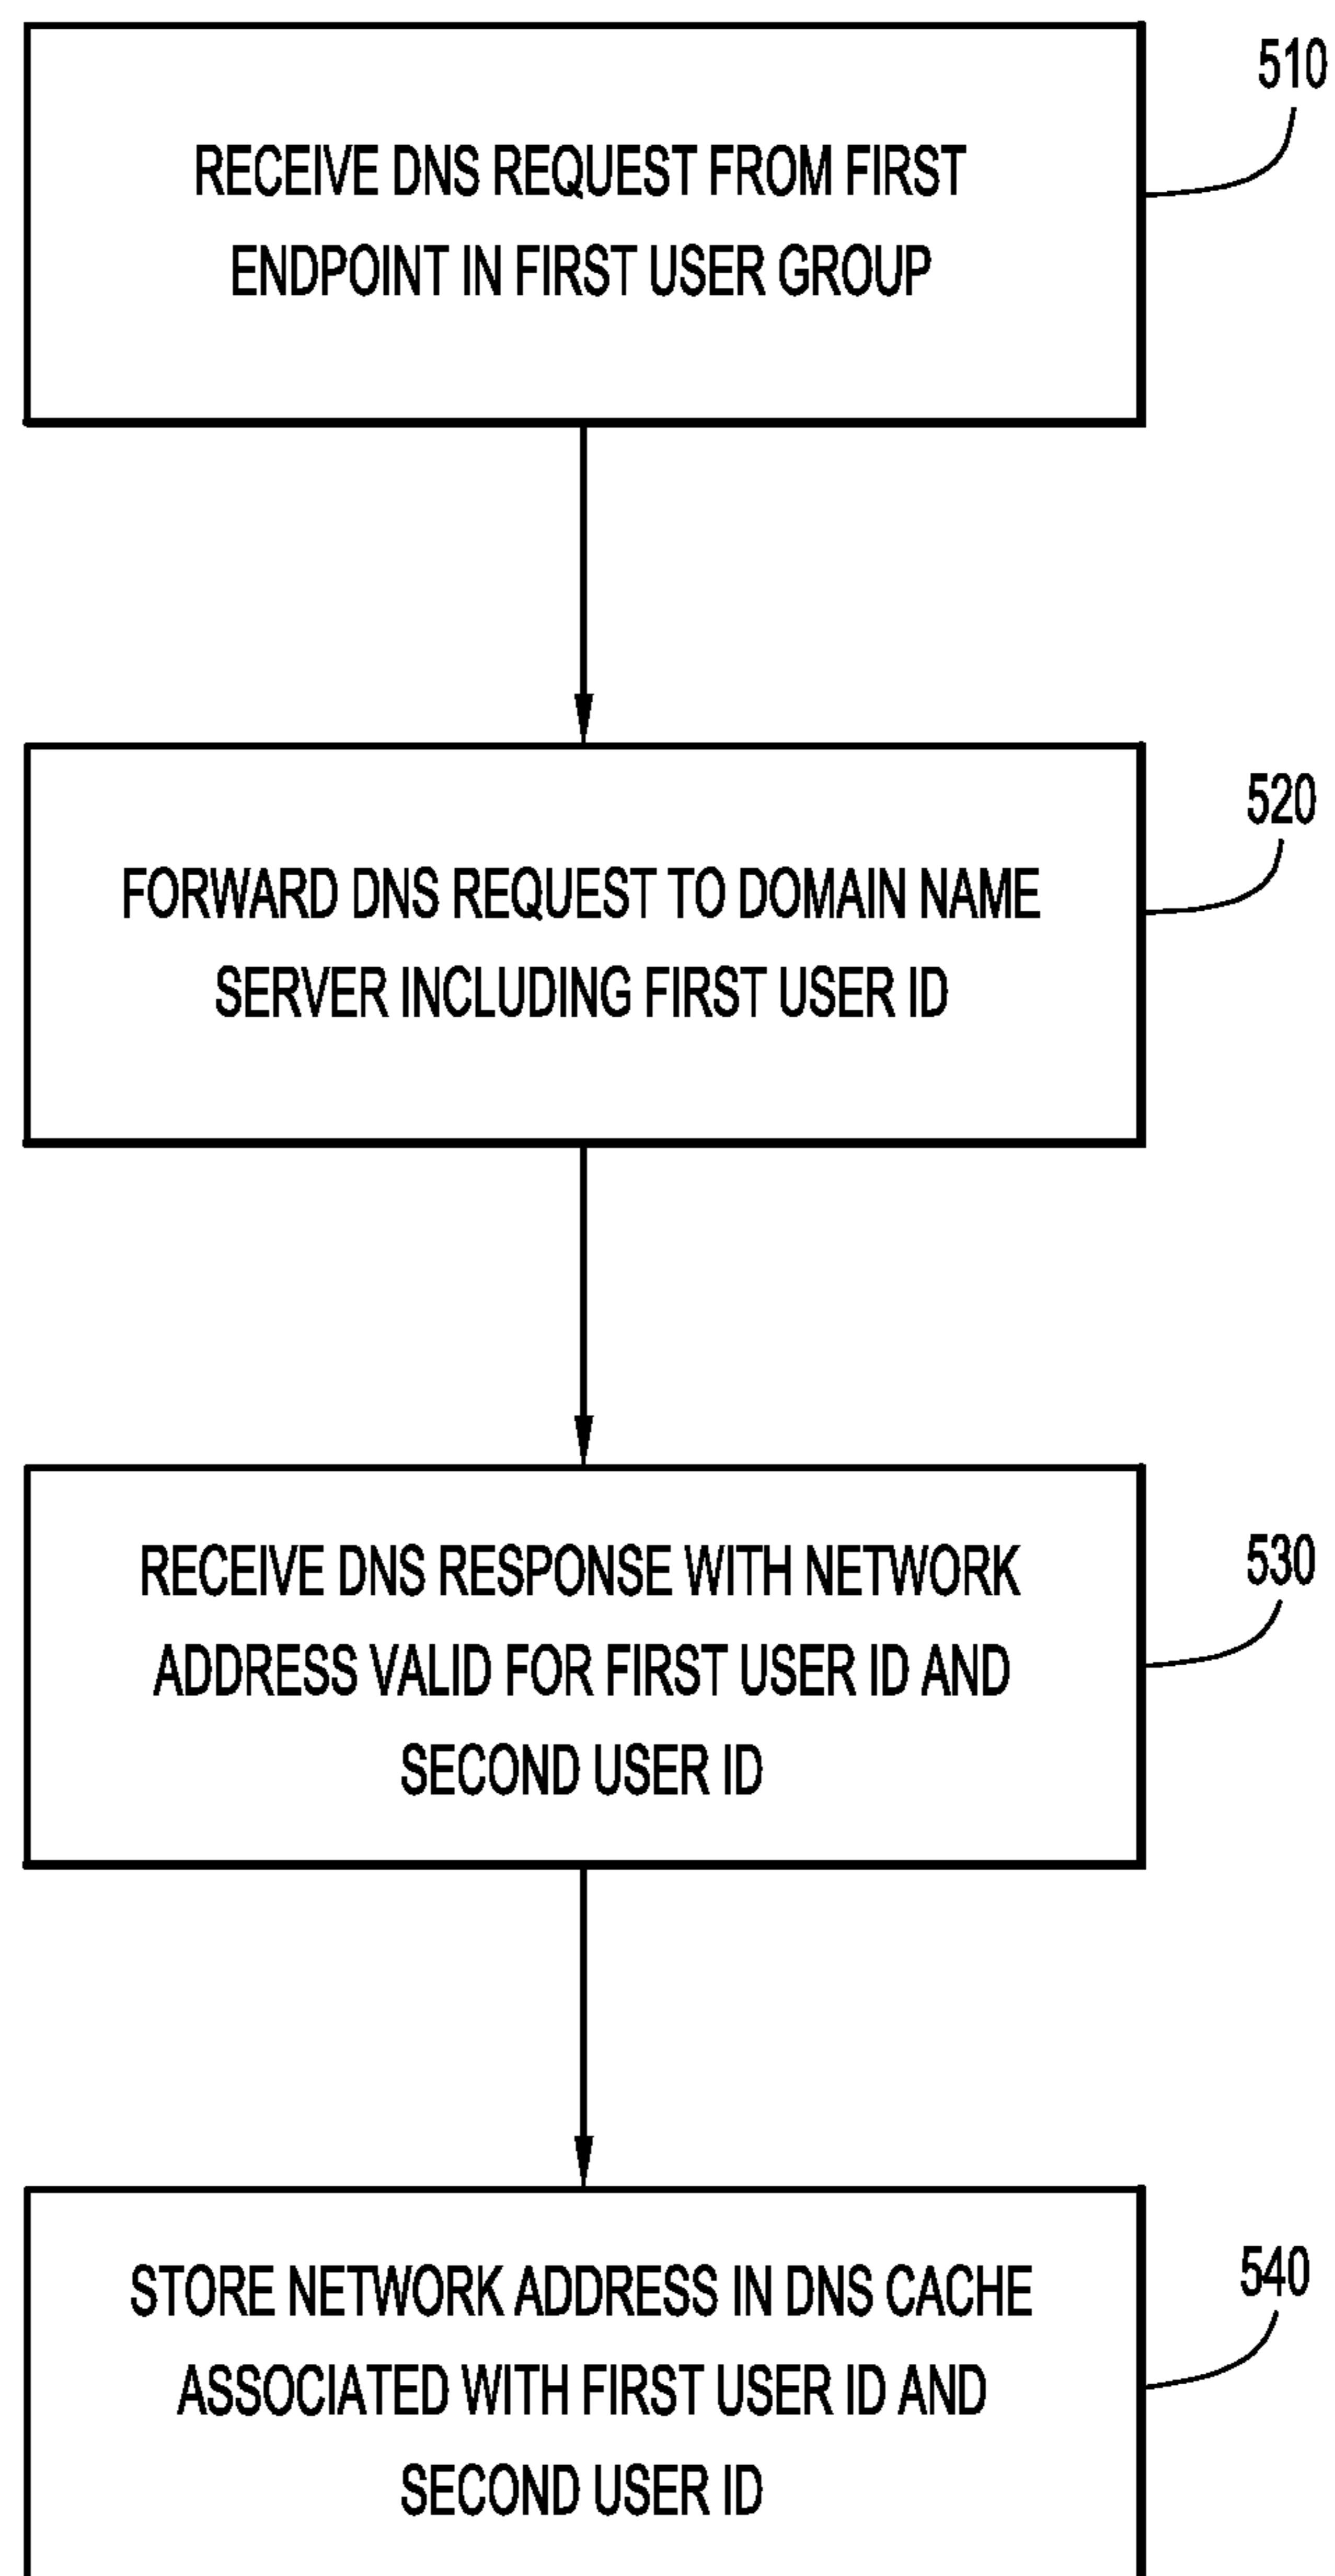 510
RECEIVE DNS REQUEST FROM FIRST
ENDPOINT IN FIRST USER GROUP
520
FORWARD DNS REQUEST TO DOMAIN NAME
SERVER INCLUDING FIRST USER ID
530
RECEIVE DNS RESPONSE WITH NETWORK
ADDRESS VALID FOR FIRST USER ID AND
SECOND USER ID
540
STORE NETWORK ADDRESS IN DNS CACHE
ASSOCIATED WITH FIRST USER ID AND
SECOND USER ID